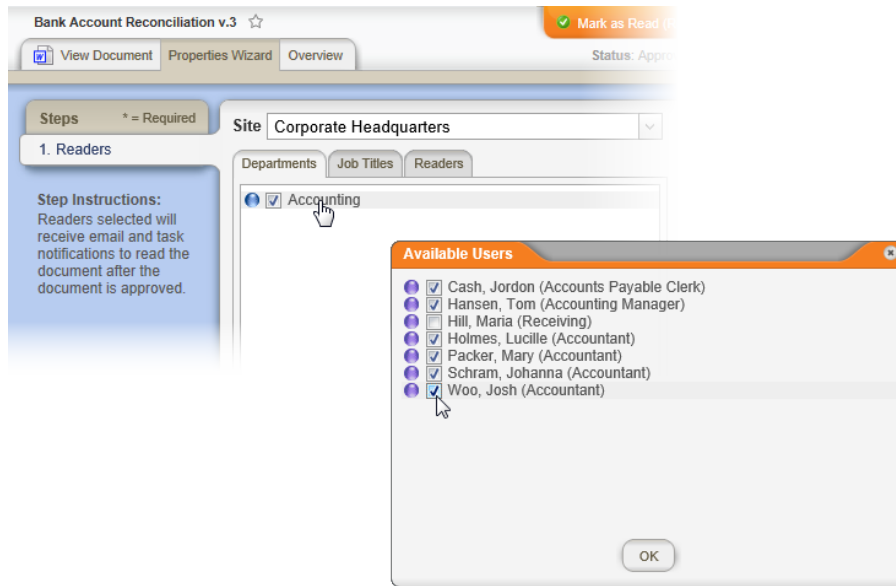 Bank Account Reconciliation v.3
Mark as Read
View Document Properties Wizard Overview
Status:
Steps * = Required
1. Readers
Site Corporate Headquarters
Departments Job Titles Readers
Accounting
Step Instructions:
Readers selected will
receive email and task
notifications to read the
document after the
document is approved.
Available Users
Cash, Jordon (Accounts Payable Clerk)
Hansen, Tom (Accounting Manager)
Hill, Maria (Receiving)
Holmes, Lucille (Accountant)
Packer, Mary (Accountant)
Schram, Johanna (Accountant)
Woo, Josh (Accountant)
OK